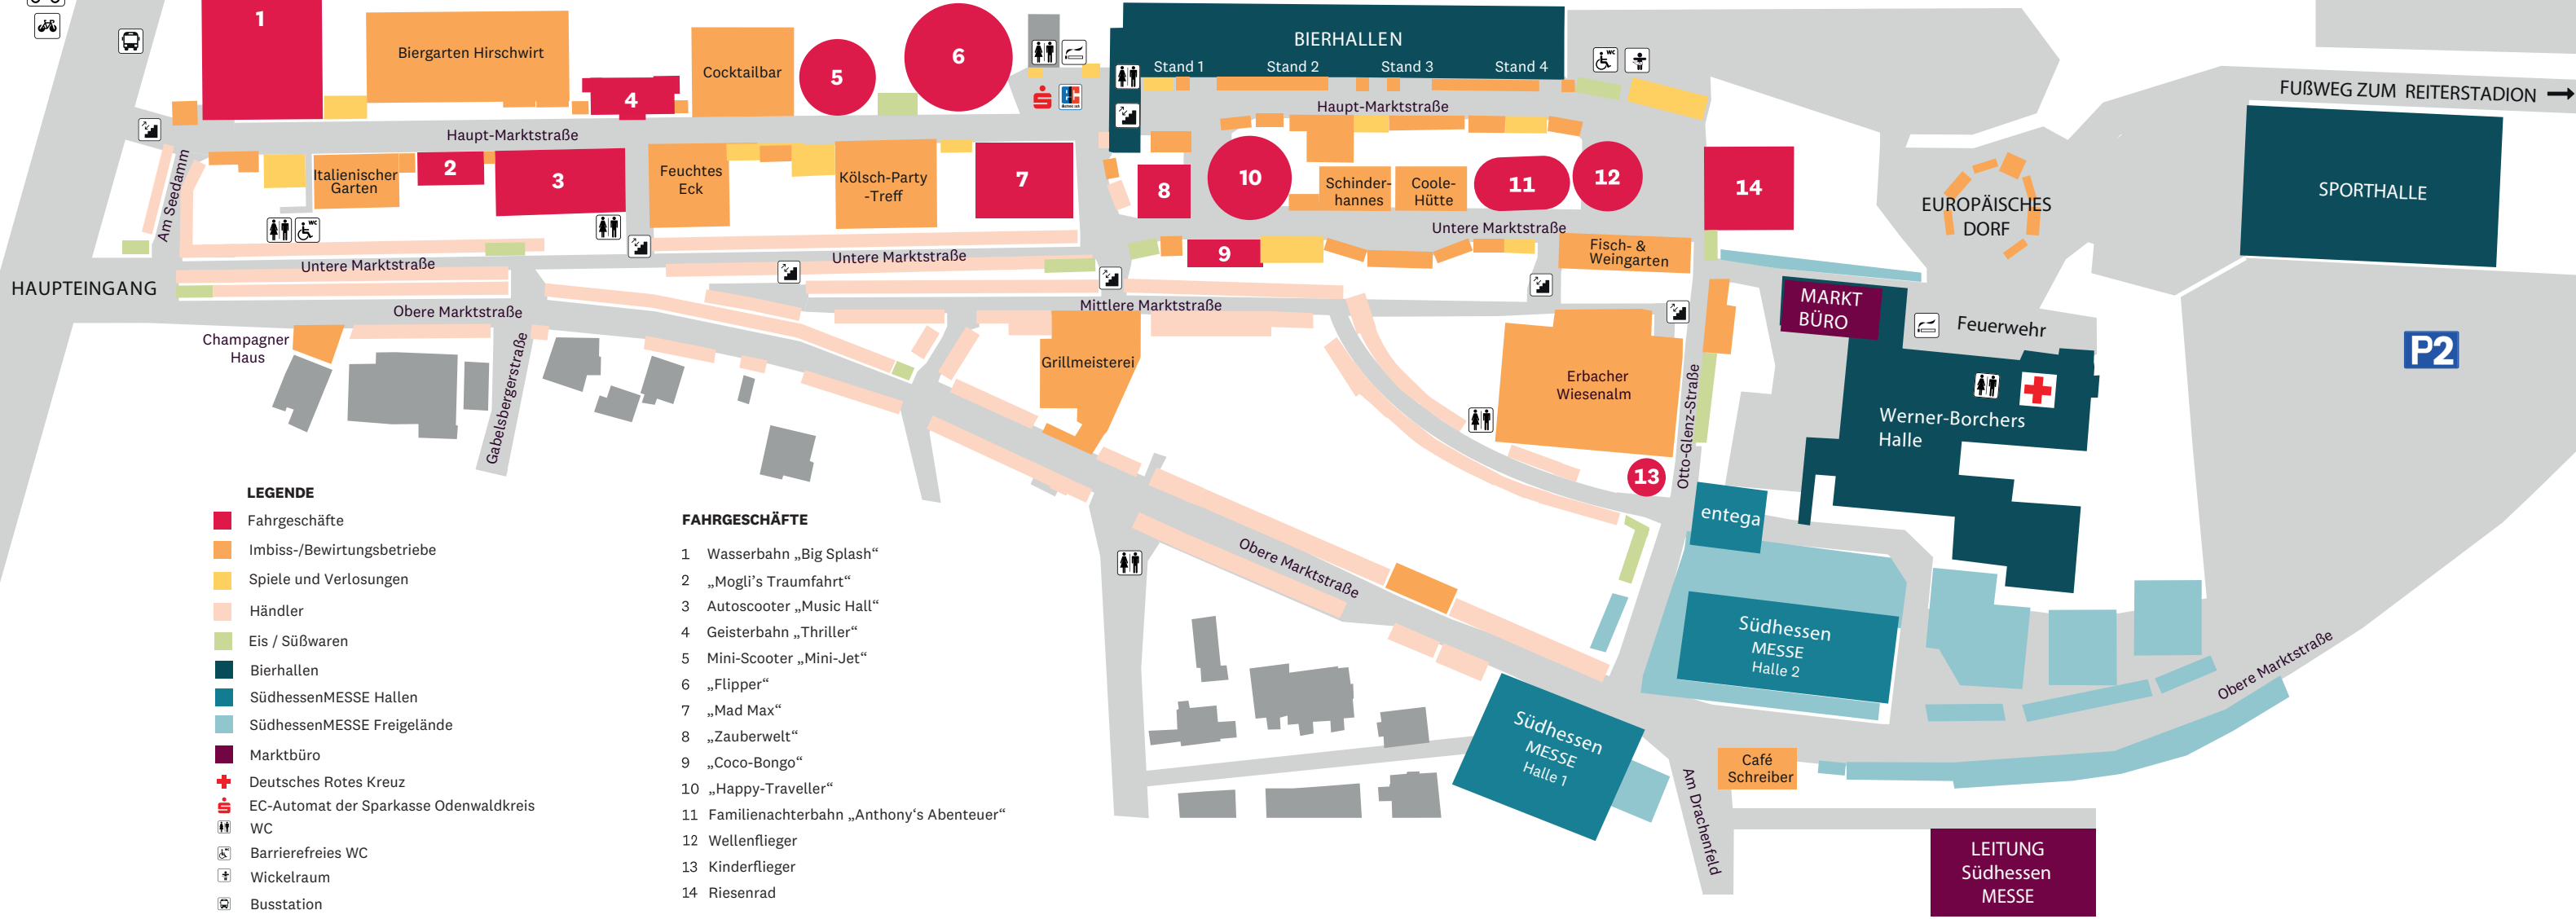 1
Biergarten Hirschwirt
4
Cocktailbar
5
6
BIERHALLEN
Stand 1
Stand 2
Stand 3
Stand 4
WC
Haupt-Marktstraße
Haupt-Marktstraße
FUßWEG ZUM REITERSTADION
Am Seedamm
Italienischer
Garten
2
3
Feuchtes
Eck
Kölsch-Party
-Treff
7
8
10
Schinder-
hannes
Coole-
Hütte
11
12
14
EUROPÄISCHES
DORF
SPORTHALLE
WC
Untere Marktstraße
Untere Marktstraße
Untere Marktstraße
9
Fisch- &
Weingarten
HAUPTEINGANG
Obere Marktstraße
Mittlere Marktstraße
MARKT
BÜRO
Feuerwehr
Champagner
Haus
Gabelsbergerstraße
Grillmeisterei
Erbacher
Wiesenalm
Otto-Glenz-Straße
Werner-Borchers
Halle
P2
13
entega
Obere Marktstraße
Südhessen
MESSE
Halle 2
Südhessen
MESSE
Halle 1
Obere Marktstraße
Café
Schreiber
Am Drachenfeld
LEITUNG
Südhessen
MESSE
LEGENDE
Fahrgeschäfte
Imbiss-/Bewirtungsbetriebe
Spiele und Verlosungen
Händler
Eis / Süßwaren
Bierhallen
SüdhessenMESSE Hallen
SüdhessenMESSE Freigelände
Marktbüro
Deutsches Rotes Kreuz
EC-Automat der Sparkasse Odenwaldkreis
WC
Barrierefreies WC
Wickelraum
Busstation
FAHRGESCHÄFTE
1 Wasserbahn „Big Splash“
2 „Mogli’s Traumfahrt“
3 Autoscooter „Music Hall“
4 Geisterbahn „Thriller“
5 Mini-Scooter „Mini-Jet“
6 „Flipper“
7 „Mad Max“
8 „Zauberwelt“
9 „Coco-Bongo“
10 „Happy-Traveller“
11 Familienachterbahn „Anthony‘s Abenteuer“
12 Wellenflieger
13 Kinderflieger
14 Riesenrad